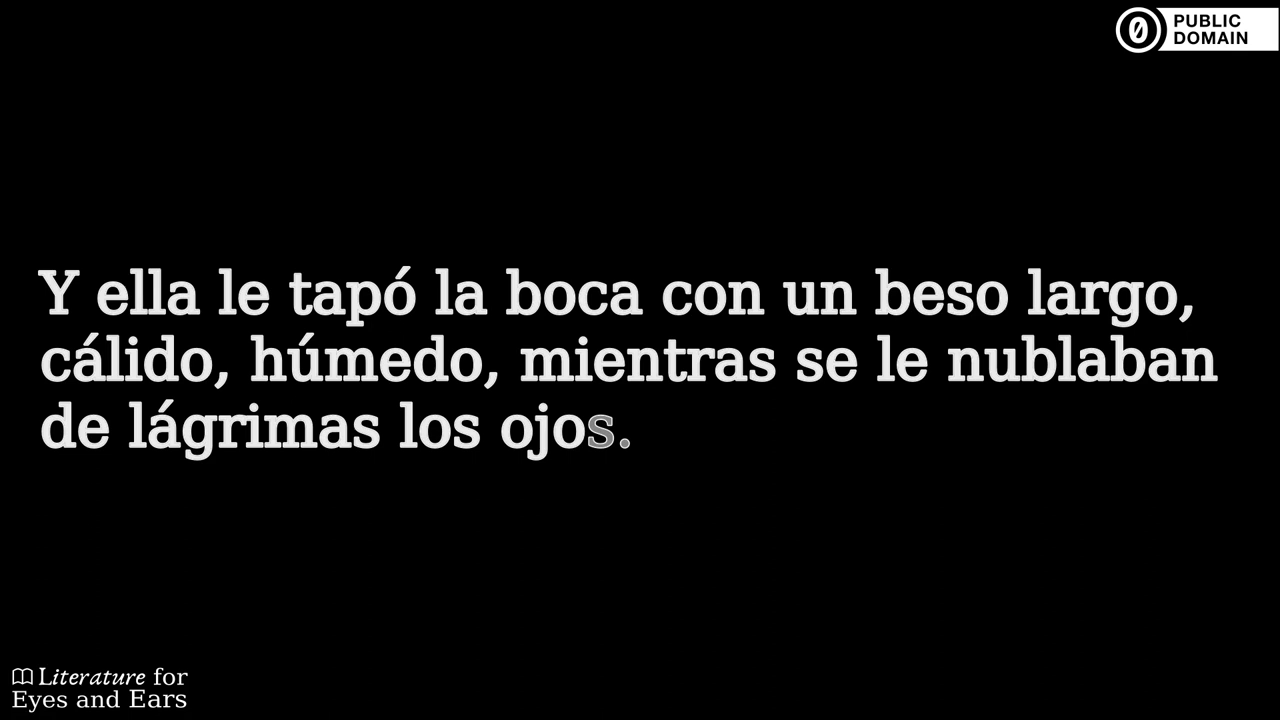 PUBLIC
DOMAIN
Y ella le tapó la boca con un beso largo,
cálido, húmedo, mientras se le nublaban
de lágrimas los ojos.
Literature for
Eyes and Ears